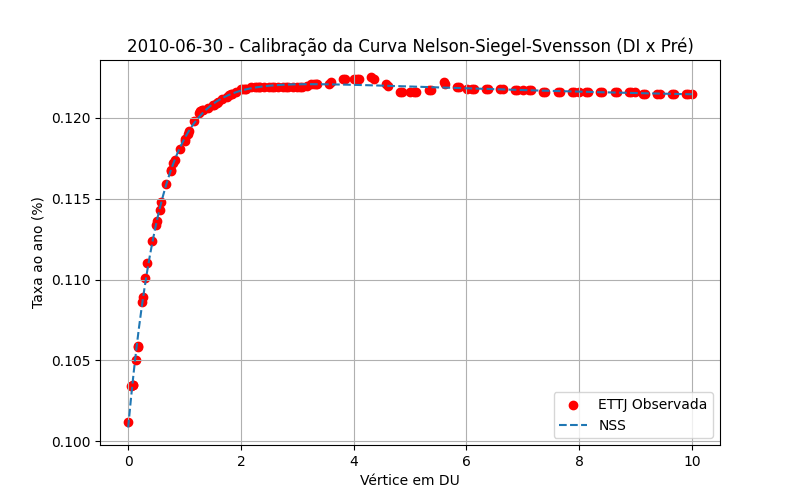 2010-06-30 - Calibração da Curva Nelson-Siegel-Svensson (DI x Pré)
Taxa ao ano (%)
0.120
0.115
0.110
0.105
0.100
ETTJ Observada
NSS
0 2 4 6 8 10
Vértice em DU